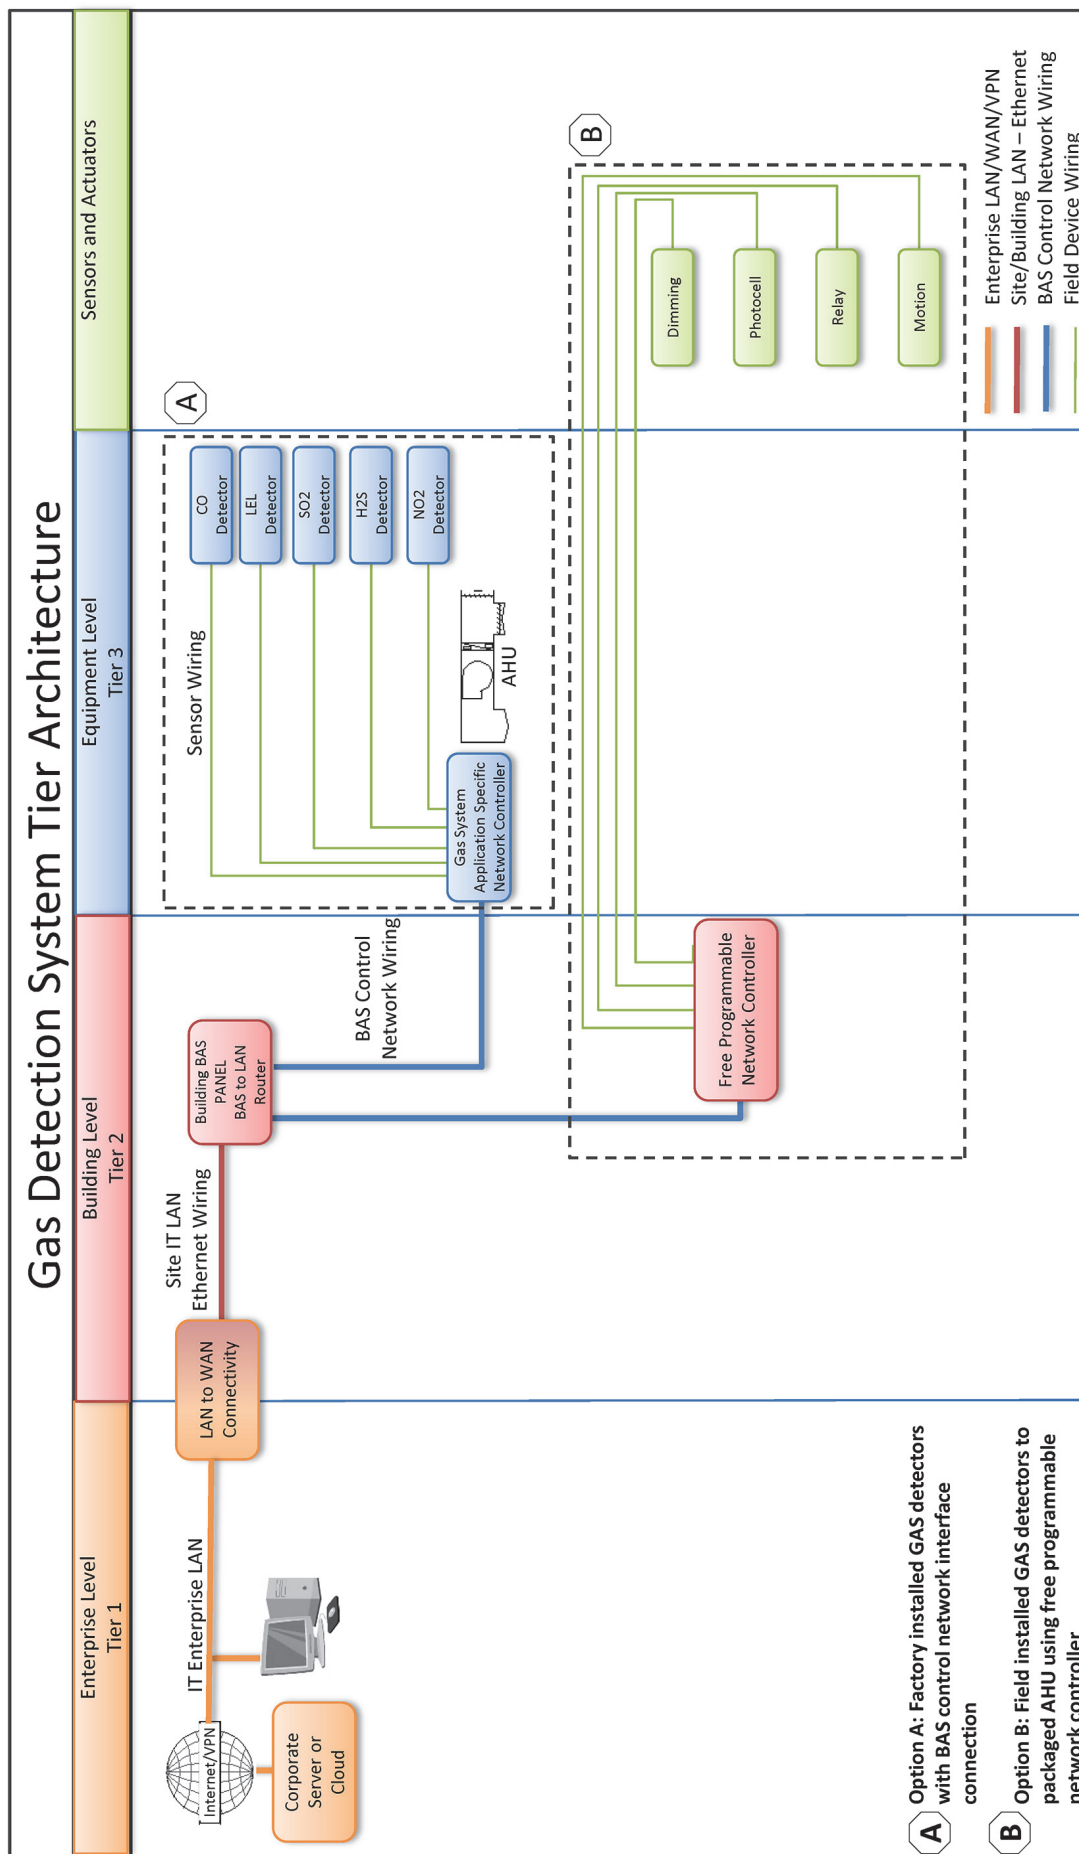 Gas Detection System Tier Architecture
Enterprise Level
Tier 1
Building Level
Tier 2
Equipment Level
Tier 3
Sensors and Actuators
Internet/VPN
Corporate
Server or
Cloud
IT Enterprise LAN
LAN to WAN
Connectivity
Site IT LAN
Ethernet Wiring
Building BAS
PANEL
BAS to LAN
Router
BAS Control
Network Wiring
A
Sensor Wiring
CO
Detector
LEL
Detector
SO2
Detector
H2S
Detector
NO2
Detector
AHU
Gas System
Application Specific
Network Controller
B
Free Programmable
Network Controller
Dimming
Photocell
Relay
Motion
A
Option A: Factory installed GAS detectors
with BAS control network interface
connection
B
Option B: Field installed GAS detectors to
packaged AHU using free programmable
network controller
Enterprise LAN/WAN/VPN
Site/Building LAN – Ethernet
BAS Control Network Wiring
Field Device Wiring